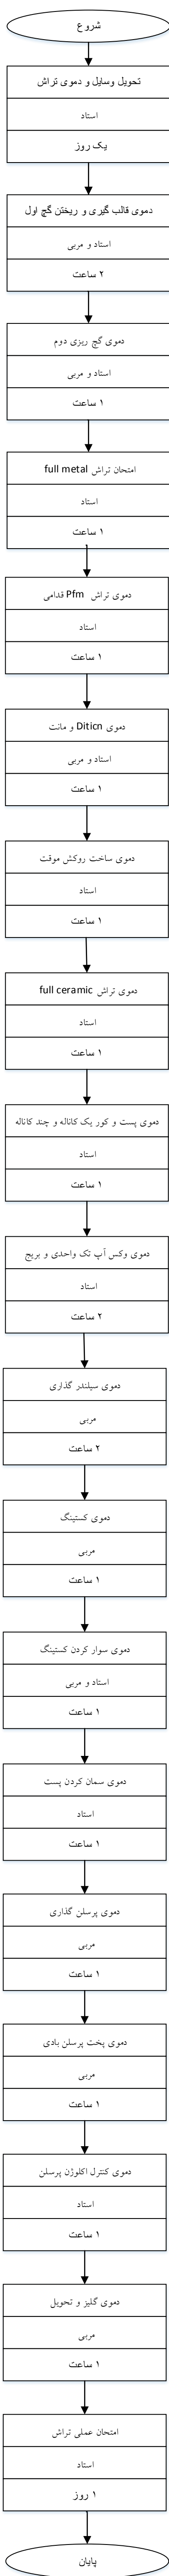 شروع
تحویل وسایل و دموی تراش
استاد
یک روز
دموی قالب گیری و ریختن گچ اول
استاد و مربی
۲ ساعت
دموی گچ ریزی دوم
استاد و مربی
۱ ساعت
امتحان تراش full metal
استاد
۱ ساعت
دموی تراش Pfm قدامی
استاد
۱ ساعت
دموی Diticn و مانت
استاد و مربی
۱ ساعت
دموی ساخت روکش موقت
استاد
۱ ساعت
دموی تراش full ceramic
استاد
۱ ساعت
دموی پست و کور یک کاناله و چند کاناله
استاد
۱ ساعت
دموی وکس آپ تک واحدی و بریج
استاد
۲ ساعت
دموی سیلندر گذاری
مربی
۲ ساعت
دموی کستینگ
مربی
۱ ساعت
دموی سوار کردن کستینگ
استاد و مربی
۱ ساعت
دموی سمان کردن پست
استاد
۱ ساعت
دموی پرسلن گذاری
مربی
۱ ساعت
دموی پخت پرسلن بادی
مربی
۱ ساعت
دموی کنترل اکلوژن پرسلن
استاد
۱ ساعت
دموی گلیز و تحویل
مربی
۱ ساعت
امتحان عملی تراش
استاد
۱ روز
پایان